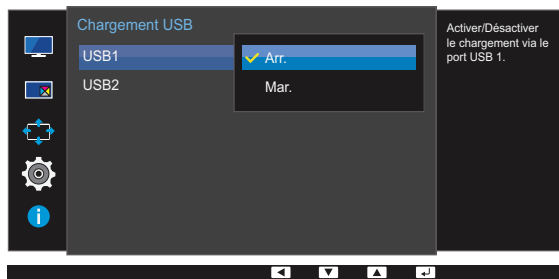 Chargement USB
USB1
Arr.
USB2
Mar.
Activer/Désactiver
le chargement via le
port USB 1.